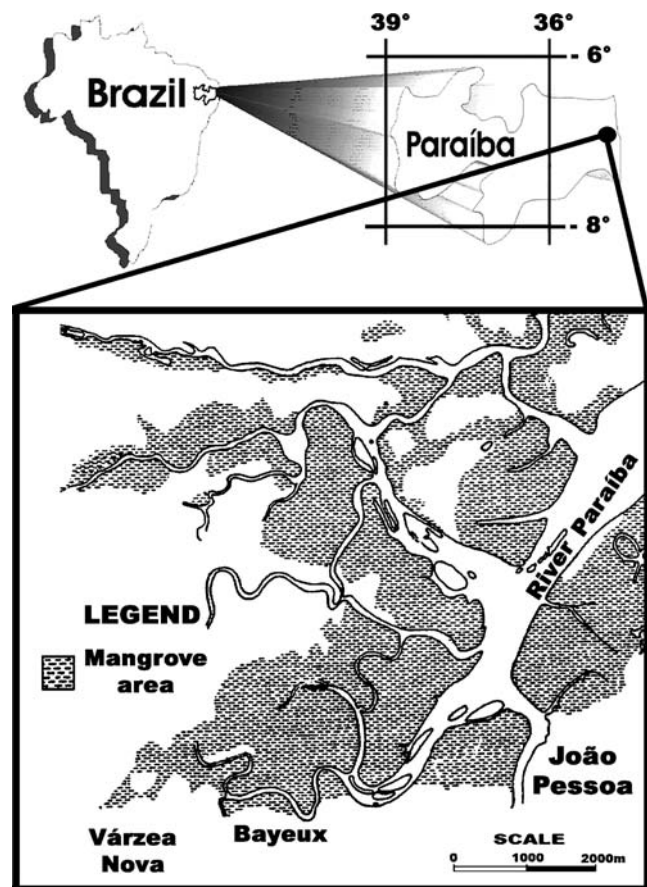 39° 36°
6°
Brazil
Paraíba
8°
River Paraíba
LEGEND
Mangrove
area
João
Pessoa
Várzea
Nova
Bayeux
SCALE
0 1000 2000m